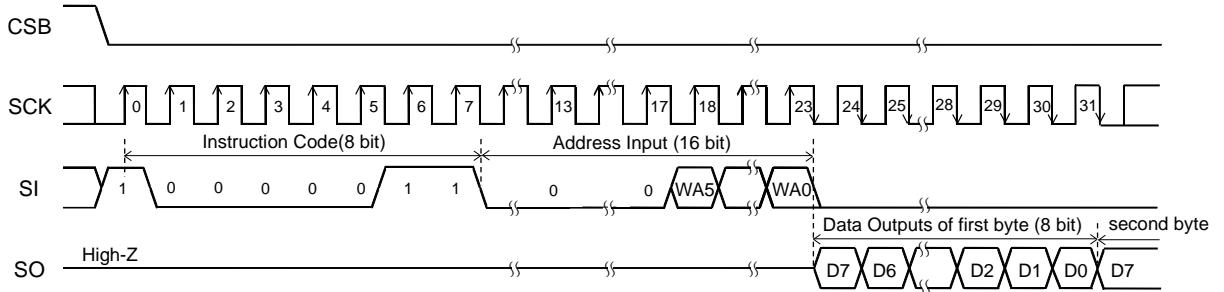 CSB
SCK 0 1 2 3 4 5 6 7 13 17 18 23 24 25 28 29 30 31
Instruction Code(8 bit) Address Input (16 bit)
SI 1 0 0 0 0 0 1 1 0 0 WA5 WA0
Data Outputs of first byte (8 bit) second byte
High-Z
SO D7 D6 D2 D1 D0 D7